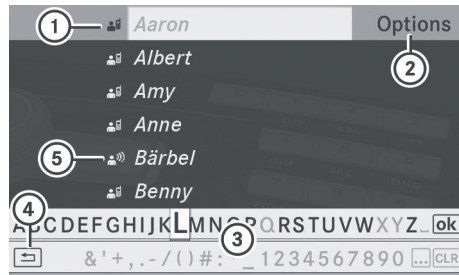 1 Aaron Options
2
Albert
Amy
Anne
5 Bärbel
Benny
4
ABCDEFGHIJKLMNOPQRSTUVWXYZ_ ok
3
&'+,.-/()#: _1234567890 ... CLR